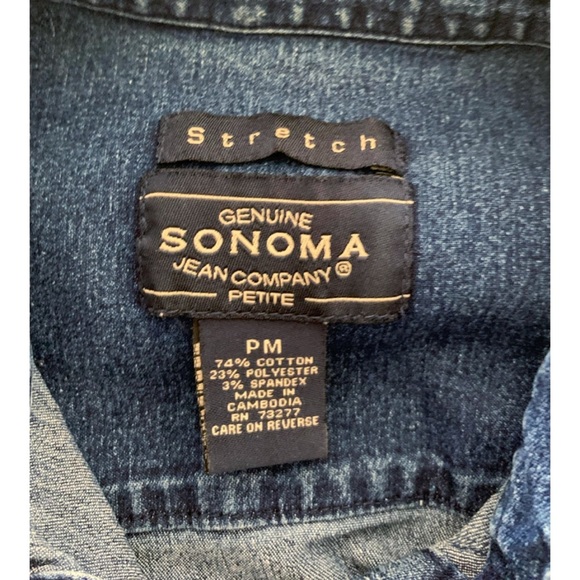 Stretch
GENUINE
SONOMA
JEAN COMPANY®
PETITE
PM
74% COTTON
23% POLYESTER
3% SPANDEX
MADE IN
CAMBODIA
RN 73277
CARE ON REVERSE